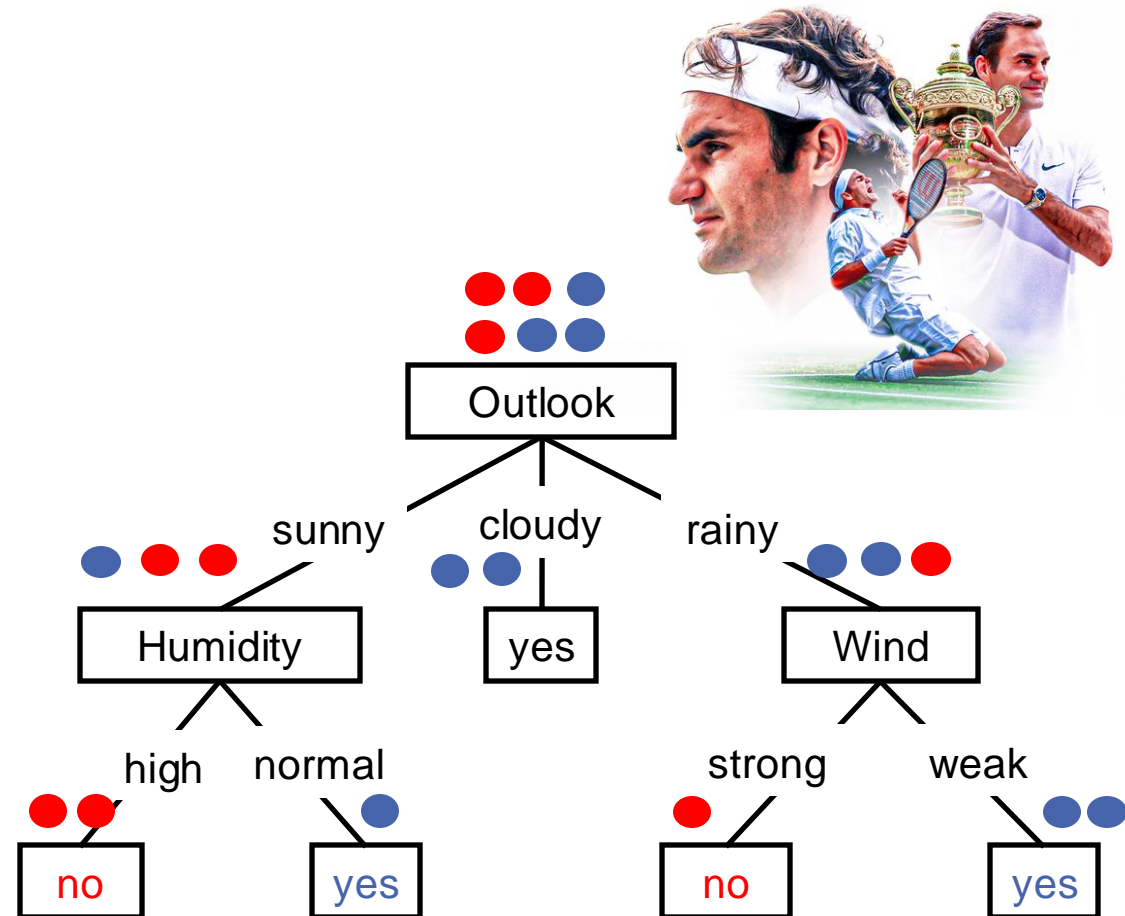 Outlook
sunny cloudy rainy
Humidity yes Wind
high normal strong weak
no yes no yes